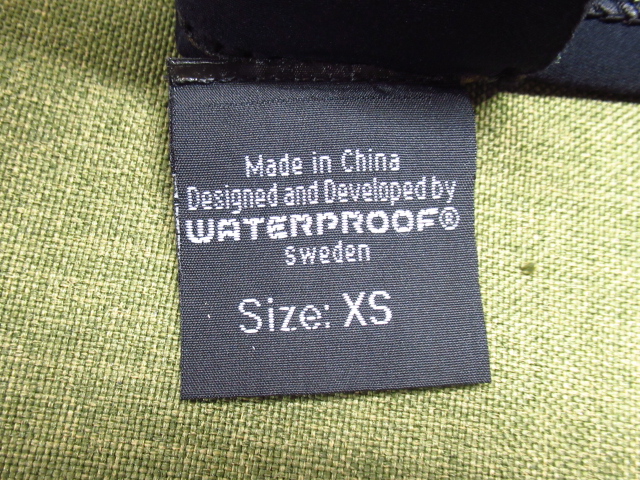 Made in China
Designed and Developed by
WATERPROOF®
sweden
Size: XS